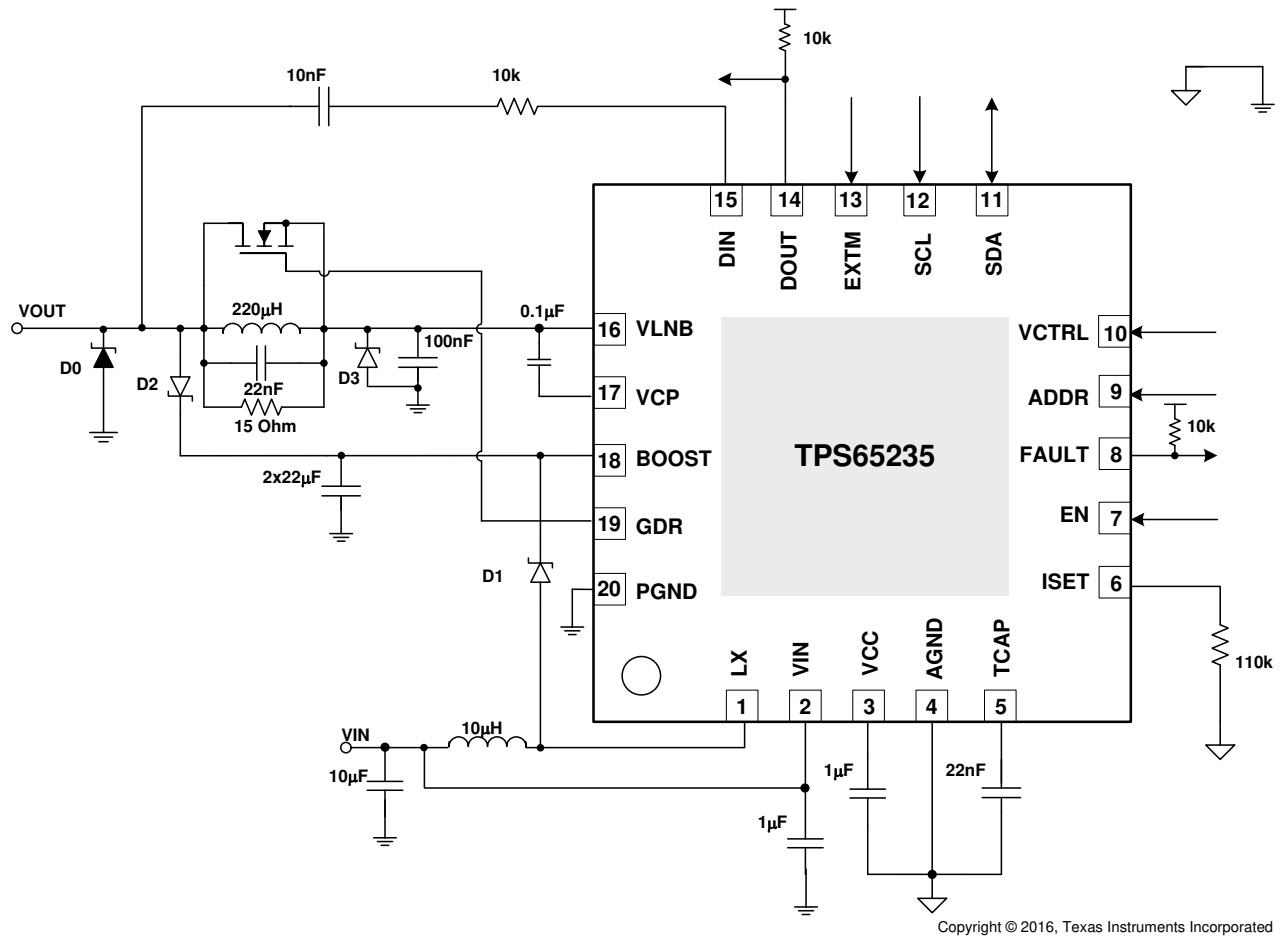 10k
10nF
10k
15
14
13
12
11
DIN
DOUT
EXTM
SCL
SDA
VOUT
220μH
0.1μF
16
VLNB
VCTRL
10
D0
D2
D3
100nF
22nF
15 Ohm
17
VCP
ADDR
9
10k
2x22μF
18
BOOST
TPS65235
FAULT
8
19
GDR
EN
7
D1
20
PGND
ISET
6
110k
LX
VIN
VCC
AGND
TCAP
1
2
3
4
5
VIN
10μH
10μF
1μF
22nF
1μF
Copyright © 2016, Texas Instruments Incorporated